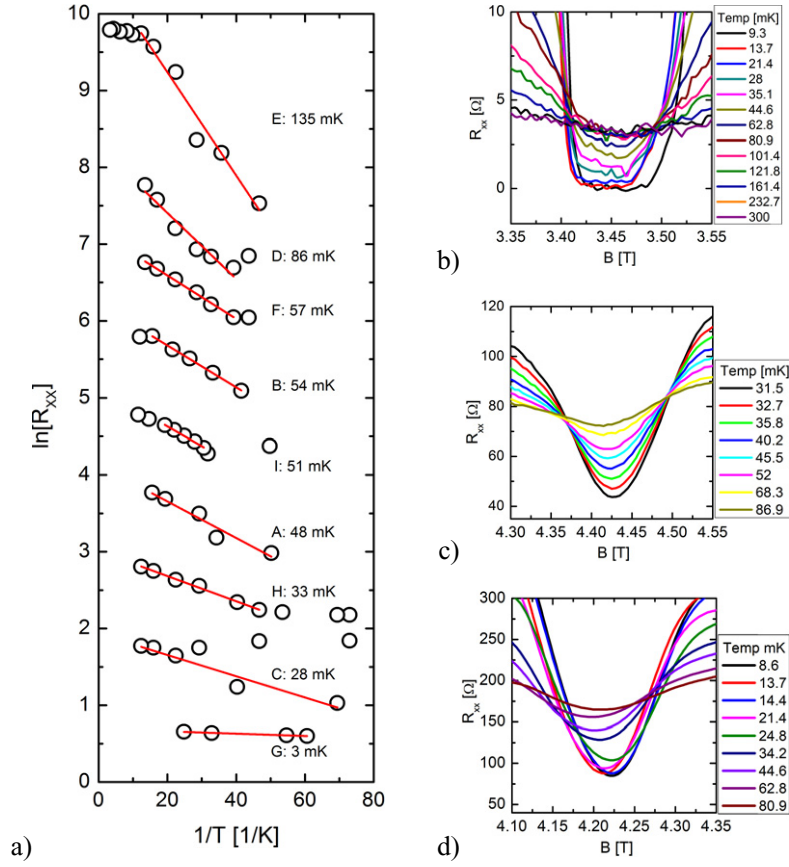 a)
ln[R_XX]
10
9
8
7
6
5
4
3
2
1
0
0 20 40 60 80
1/T [1/K]
E: 135 mK
D: 86 mK
F: 57 mK
B: 54 mK
I: 51 mK
A: 48 mK
H: 33 mK
C: 28 mK
G: 3 mK
b)
R_xx [Ω]
10
5
0
3.35 3.40 3.45 3.50 3.55
B [T]
Temp [mK]
9.3
13.7
21.4
28
35.1
44.6
62.8
80.9
101.4
121.8
161.4
232.7
300
c)
R_xx [Ω]
120
100
80
60
40
4.30 4.35 4.40 4.45 4.50 4.55
B [T]
Temp [mK]
31.5
32.7
35.8
40.2
45.5
52
68.3
86.9
d)
R_xx [Ω]
300
250
200
150
100
50
4.10 4.15 4.20 4.25 4.30 4.35
B [T]
Temp mK
8.6
13.7
14.4
21.4
24.8
34.2
44.6
62.8
80.9